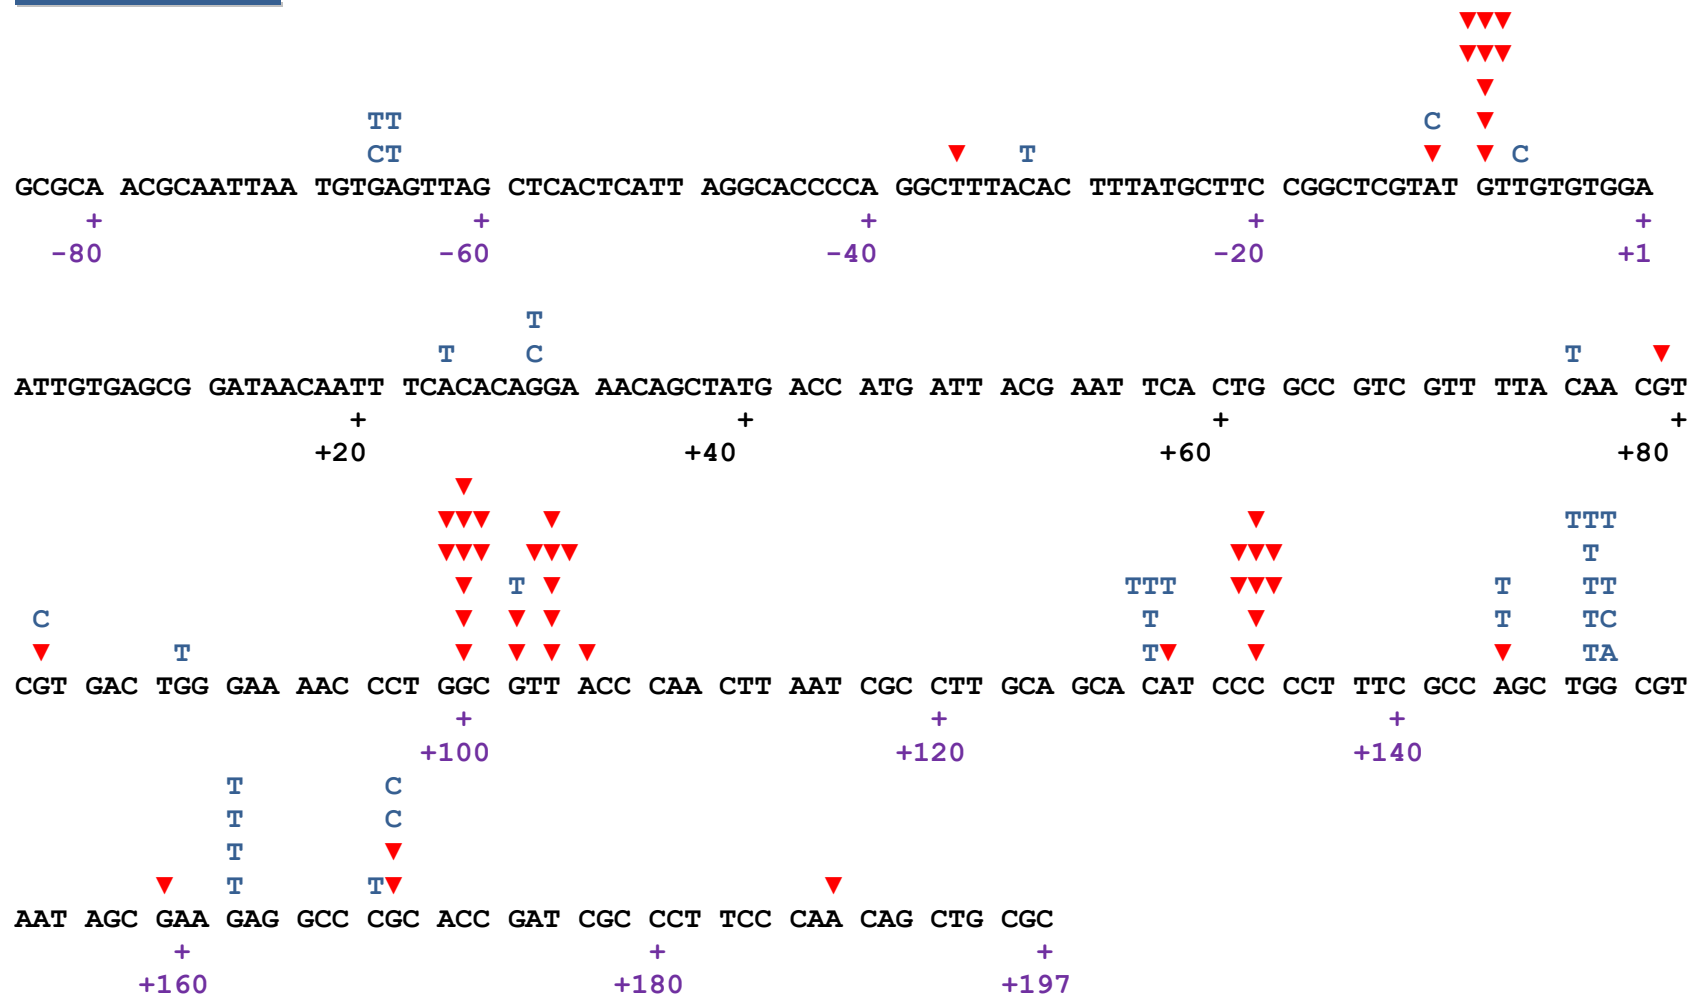 TT C
CT T C
GCGCA ACGCAATTAA TGTGAGTTAG CTCACTCATT AGGCACCCCA GGCTTTACAC TTTATGCTTC CGGCTCGTAT GTTGTGTGGA
+ + + + +
-80 -60 -40 -20 +1
T
T C T
ATTGTGAGCG GATAACAATT TCACACAGGA AACAGCTATG ACC ATG ATT ACG AAT TCA CTG GCC GTC GTT TTA CAA CGT
+ + + +
+20 +40 +60 +80
TTT
T
T TTT T TT
C T T TC
T T TA
CGT GAC TGG GAA AAC CCT GGC GTT ACC CAA CTT AAT CGC CTT GCA GCA CAT CCC CCT TTC GCC AGC TGG CGT
+ + +
+100 +120 +140
T C
T C
T
T T
AAT AGC GAA GAG GCC CGC ACC GAT CGC CCT TCC CAA CAG CTG CGC
+ + +
+160 +180 +197